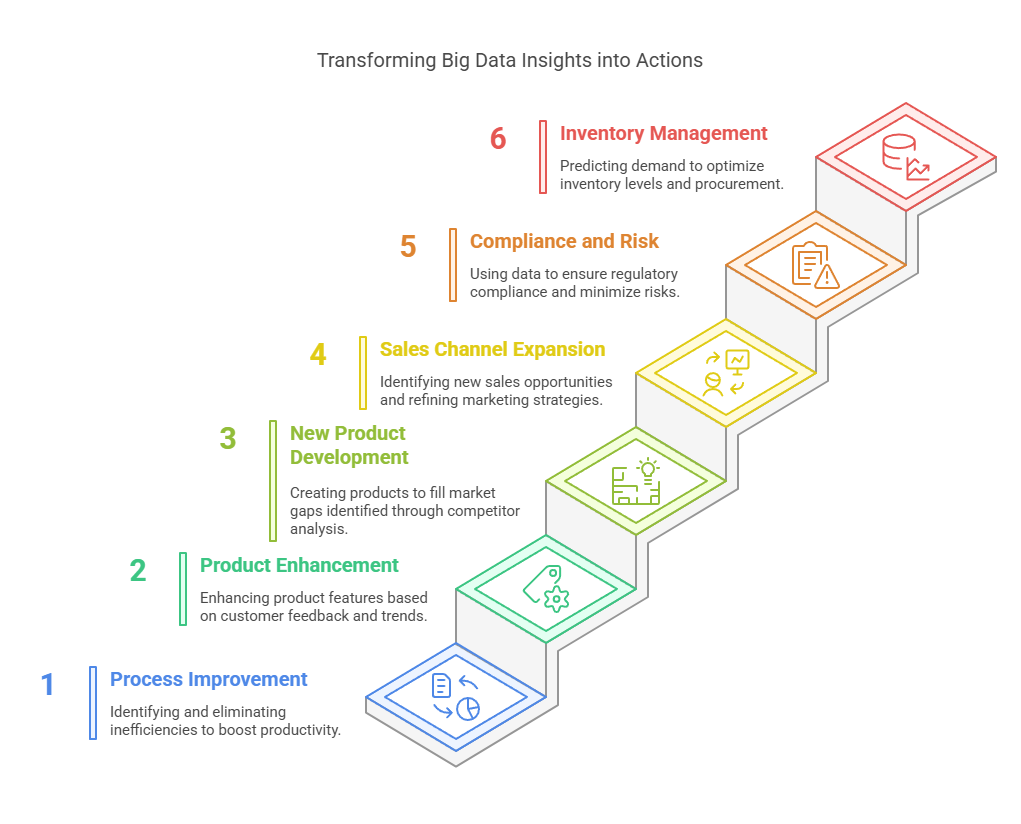 Transforming Big Data Insights into Actions
6
Inventory Management
Predicting demand to optimize
inventory levels and procurement.
5
Compliance and Risk
Using data to ensure regulatory
compliance and minimize risks.
4
Sales Channel Expansion
Identifying new sales opportunities
and refining marketing strategies.
3
New Product
Development
Creating products to fill market
gaps identified through competitor
analysis.
2
Product Enhancement
Enhancing product features based
on customer feedback and trends.
1
Process Improvement
Identifying and eliminating
inefficiencies to boost productivity.